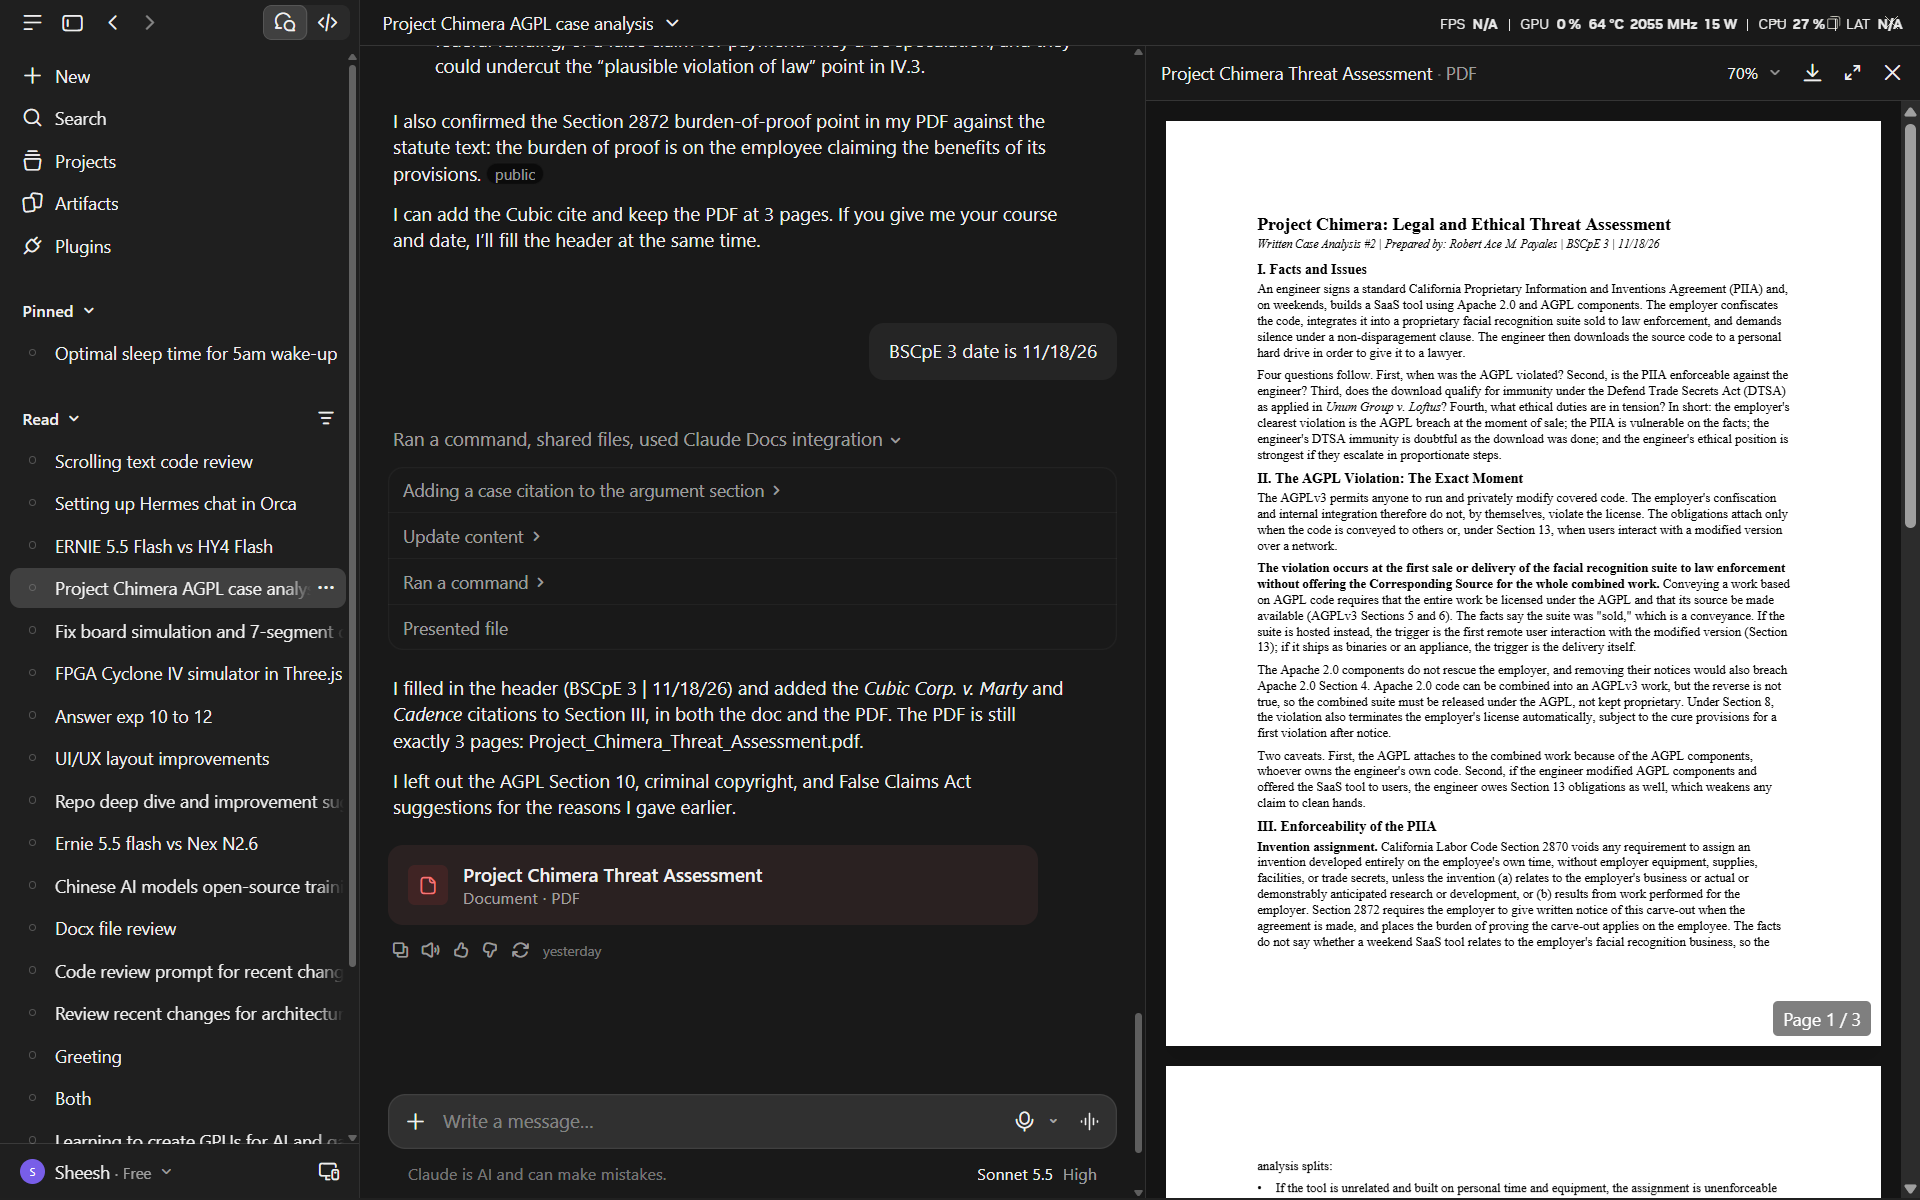 Project Chimera AGPL case analysis
FPS N/A | GPU 0 % 64 °C 2055 MHz 15 W | CPU 27 % LAT N/A
New
Search
Projects
Artifacts
Plugins
Pinned
Optimal sleep time for 5am wake-up
Read
Scrolling text code review
Setting up Hermes chat in Orca
ERNIE 5.5 Flash vs HY4 Flash
Project Chimera AGPL case analy
Fix board simulation and 7-segment
FPGA Cyclone IV simulator in Three.js
Answer exp 10 to 12
UI/UX layout improvements
Repo deep dive and improvement su
Ernie 5.5 flash vs Nex N2.6
Chinese AI models open-source traini
Docx file review
Code review prompt for recent chang
Review recent changes for architectur
Greeting
Both
Learning to create GPUs for AI and ga
S
Sheesh · Free
federal funding, or a false claim for payment. They'd be speculation, and they
could undercut the “plausible violation of law” point in IV.3.
I also confirmed the Section 2872 burden-of-proof point in my PDF against the
statute text: the burden of proof is on the employee claiming the benefits of its
provisions. public
I can add the Cubic cite and keep the PDF at 3 pages. If you give me your course
and date, I’ll fill the header at the same time.
BSCpE 3 date is 11/18/26
Ran a command, shared files, used Claude Docs integration
Adding a case citation to the argument section
Update content
Ran a command
Presented file
I filled in the header (BSCpE 3 | 11/18/26) and added the Cubic Corp. v. Marty and
Cadence citations to Section III, in both the doc and the PDF. The PDF is still
exactly 3 pages: Project_Chimera_Threat_Assessment.pdf.
I left out the AGPL Section 10, criminal copyright, and False Claims Act
suggestions for the reasons I gave earlier.
Project Chimera Threat Assessment
Document · PDF
yesterday
Write a message...
Claude is AI and can make mistakes.
Sonnet 5.5 High
Project Chimera Threat Assessment · PDF
70%
Project Chimera: Legal and Ethical Threat Assessment
Written Case Analysis #2 | Prepared by: Robert Ace M. Payales | BSCpE 3 | 11/18/26
I. Facts and Issues
An engineer signs a standard California Proprietary Information and Inventions Agreement (PIIA) and,
on weekends, builds a SaaS tool using Apache 2.0 and AGPL components. The employer confiscates
the code, integrates it into a proprietary facial recognition suite sold to law enforcement, and demands
silence under a non-disparagement clause. The engineer then downloads the source code to a personal
hard drive in order to give it to a lawyer.
Four questions follow. First, when was the AGPL violated? Second, is the PIIA enforceable against the
engineer? Third, does the download qualify for immunity under the Defend Trade Secrets Act (DTSA)
as applied in Unum Group v. Loftus? Fourth, what ethical duties are in tension? In short: the employer's
clearest violation is the AGPL breach at the moment of sale; the PIIA is vulnerable on the facts; the
engineer's DTSA immunity is doubtful as the download was done; and the engineer's ethical position is
strongest if they escalate in proportionate steps.
II. The AGPL Violation: The Exact Moment
The AGPLv3 permits anyone to run and privately modify covered code. The employer's confiscation
and internal integration therefore do not, by themselves, violate the license. The obligations attach only
when the code is conveyed to others or, under Section 13, when users interact with a modified version
over a network.
The violation occurs at the first sale or delivery of the facial recognition suite to law enforcement
without offering the Corresponding Source for the whole combined work. Conveying a work based
on AGPL code requires that the entire work be licensed under the AGPL and that its source be made
available (AGPLv3 Sections 5 and 6). The facts say the suite was "sold," which is a conveyance. If the
suite is hosted instead, the trigger is the first remote user interaction with the modified version (Section
13); if it ships as binaries or an appliance, the trigger is the delivery itself.
The Apache 2.0 components do not rescue the employer, and removing their notices would also breach
Apache 2.0 Section 4. Apache 2.0 code can be combined into an AGPLv3 work, but the reverse is not
true, so the combined suite must be released under the AGPL, not kept proprietary. Under Section 8,
the violation also terminates the employer's license automatically, subject to the cure provisions for a
first violation after notice.
Two caveats. First, the AGPL attaches to the combined work because of the AGPL components,
whoever owns the engineer's own code. Second, if the engineer modified AGPL components and
offered the SaaS tool to users, the engineer owes Section 13 obligations as well, which weakens any
claim to clean hands.
III. Enforceability of the PIIA
Invention assignment. California Labor Code Section 2870 voids any requirement to assign an
invention developed entirely on the employee's own time, without employer equipment, supplies,
facilities, or trade secrets, unless the invention (a) relates to the employer's business or actual or
demonstrably anticipated research or development, or (b) results from work performed for the
employer. Section 2872 requires the employer to give written notice of this carve-out when the
agreement is made, and places the burden of proving the carve-out applies on the employee. The facts
do not say whether a weekend SaaS tool relates to the employer's facial recognition business, so the
Page 1 / 3
analysis splits:
• If the tool is unrelated and built on personal time and equipment, the assignment is unenforceable